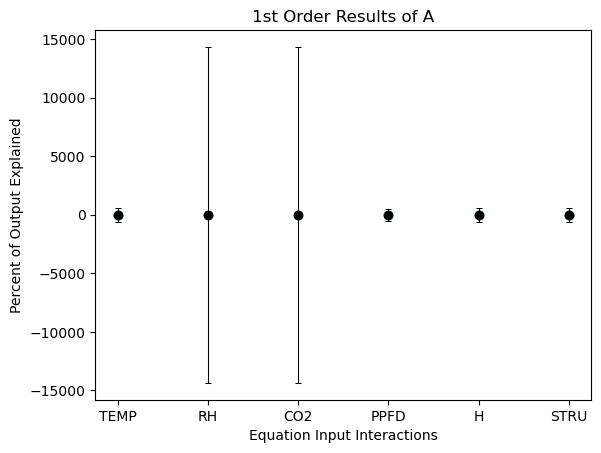 1st Order Results of A
Percent of Output Explained
15000
10000
5000
0
−5000
−10000
−15000
TEMP RH CO2 PPFD H STRU
Equation Input Interactions